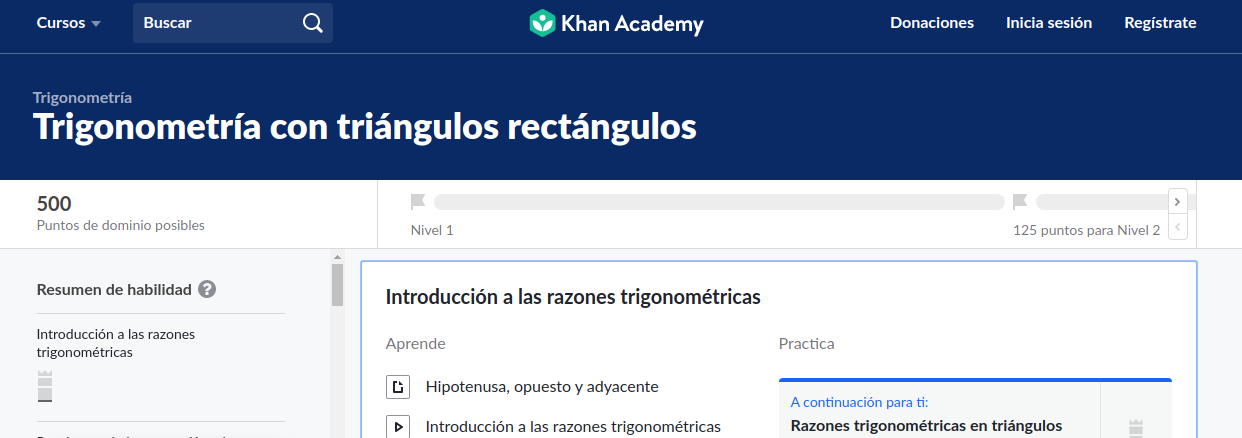 Cursos
Buscar
Khan Academy
Donaciones
Inicia sesión
Regístrate
Trigonometría
Trigonometría con triángulos rectángulos
500
Puntos de dominio posibles
Nivel 1
125 puntos para Nivel 2
Resumen de habilidad
Introducción a las razones
trigonométricas
Introducción a las razones trigonométricas
Aprende
Hipotenusa, opuesto y adyacente
Introducción a las razones trigonométricas
Practica
A continuación para ti:
Razones trigonométricas en triángulos